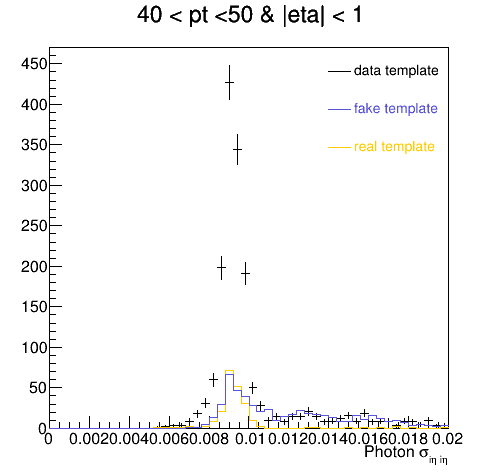 40 < pt <50 & |eta| < 1
450
400
350
300
250
200
150
100
50
0
data template
fake template
real template
0 0.002 0.004 0.006 0.008 0.01 0.012 0.014 0.016 0.018 0.02
Photon σiη iη